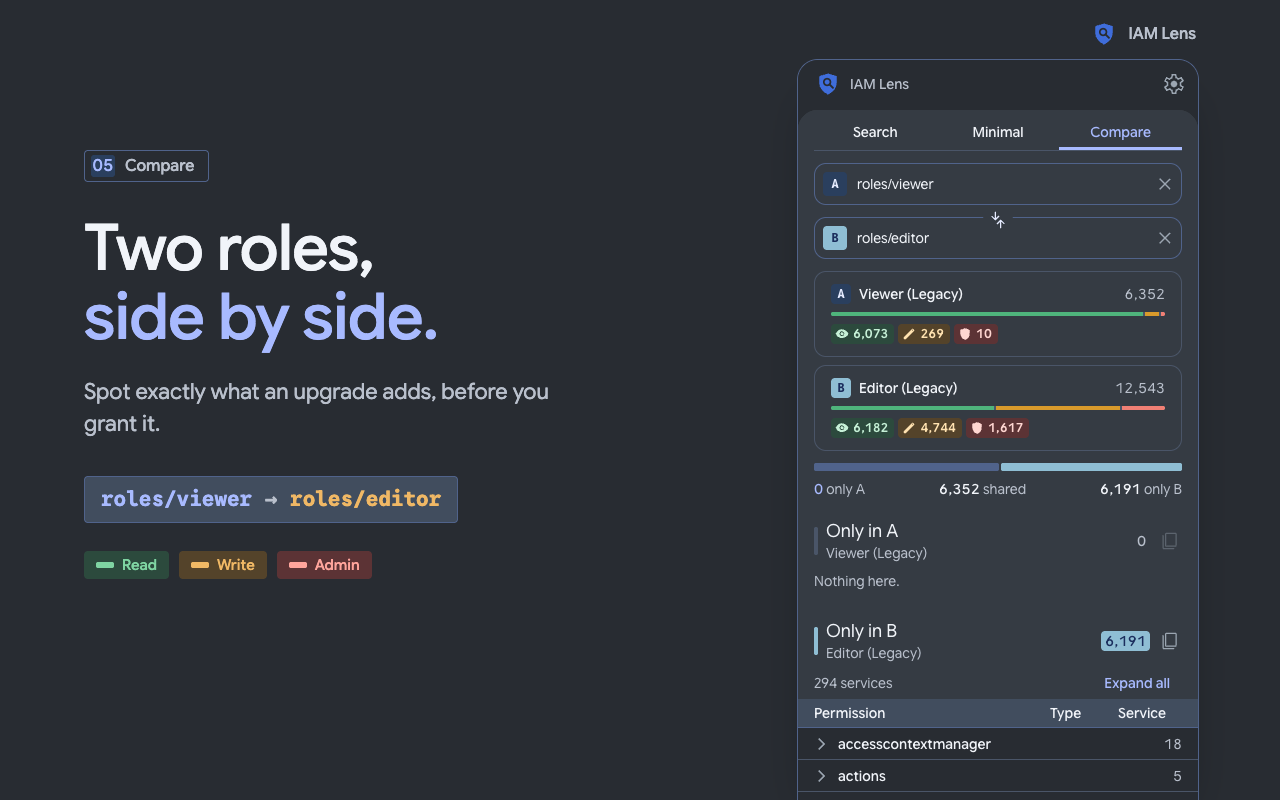 IAM Lens
05 Compare
Two roles,
side by side.
Spot exactly what an upgrade adds, before you
grant it.
roles/viewer → roles/editor
Read Write Admin
IAM Lens
Search Minimal Compare
A roles/viewer
B roles/editor
A Viewer (Legacy) 6,352
6,073 269 10
B Editor (Legacy) 12,543
6,182 4,744 1,617
0 only A 6,352 shared 6,191 only B
Only in A
Viewer (Legacy)
0
Nothing here.
Only in B
Editor (Legacy)
6,191
294 services Expand all
Permission Type Service
accesscontextmanager 18
actions 5